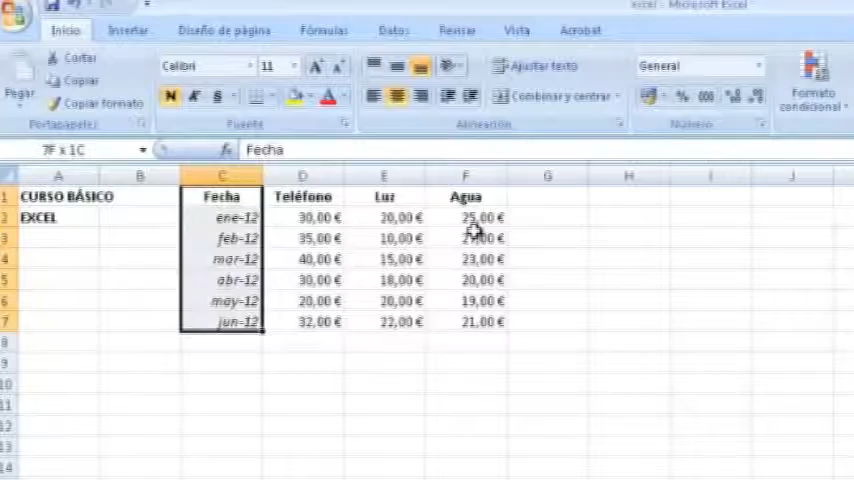 excel - Microsoft Excel
Inicio Insertar Diseño de página Fórmulas Datos Revisar Vista Acrobat
Cortar
Copiar
Copiar formato
Pegar
Calibri 11
N K S
Ajustar texto
Combinar y centrar
General
% 000
Formato condicional
Portapapeles Fuente Alineación Número
7F x 1C fx Fecha
A B C D E F G H I J
1 CURSO BÁSICO Fecha Teléfono Luz Agua
2 EXCEL ene-12 30,00 € 20,00 € 25,00 €
3 feb-12 35,00 € 10,00 € 00 €
4 mar-12 40,00 € 15,00 € 23,00 €
5 abr-12 30,00 € 18,00 € 20,00 €
6 may-12 20,00 € 20,00 € 19,00 €
7 jun-12 32,00 € 22,00 € 21,00 €
8
9
10
11
12
13
14